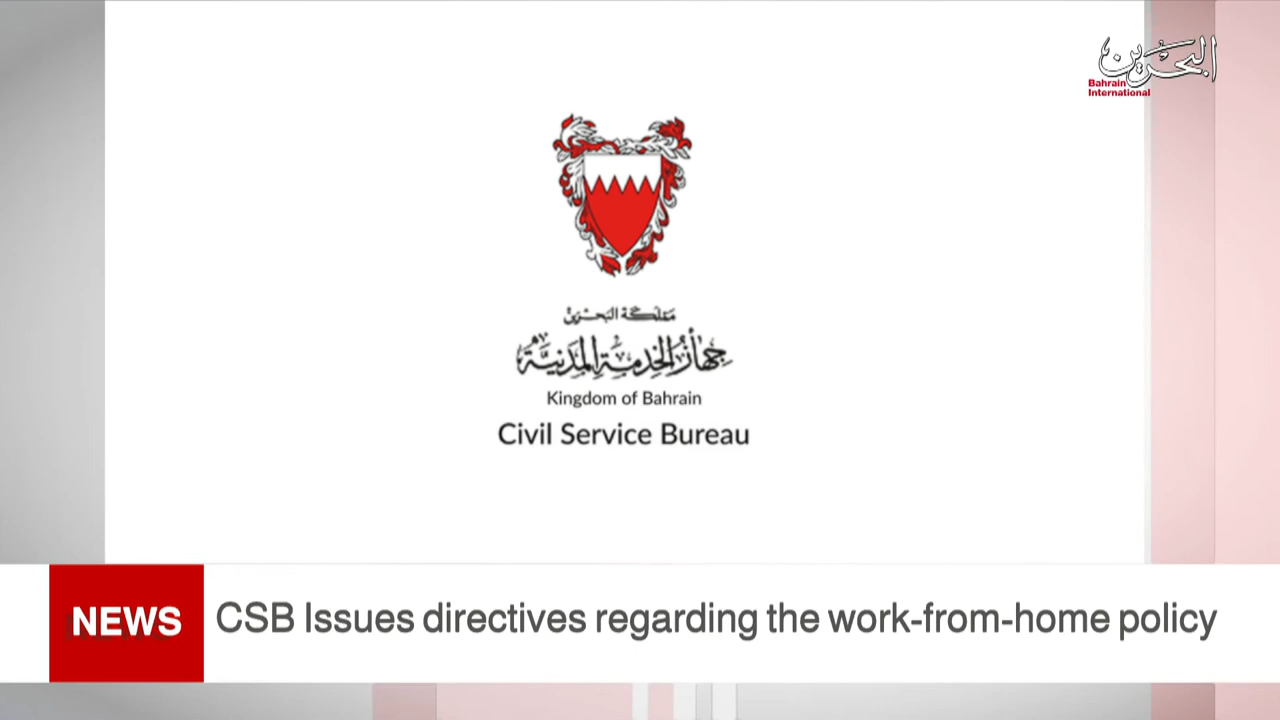 البحرين
Bahrain
International
مملكة البحرين
جهاز الخدمة المدنية
Kingdom of Bahrain
Civil Service Bureau
NEWS
CSB Issues directives regarding the work-from-home policy